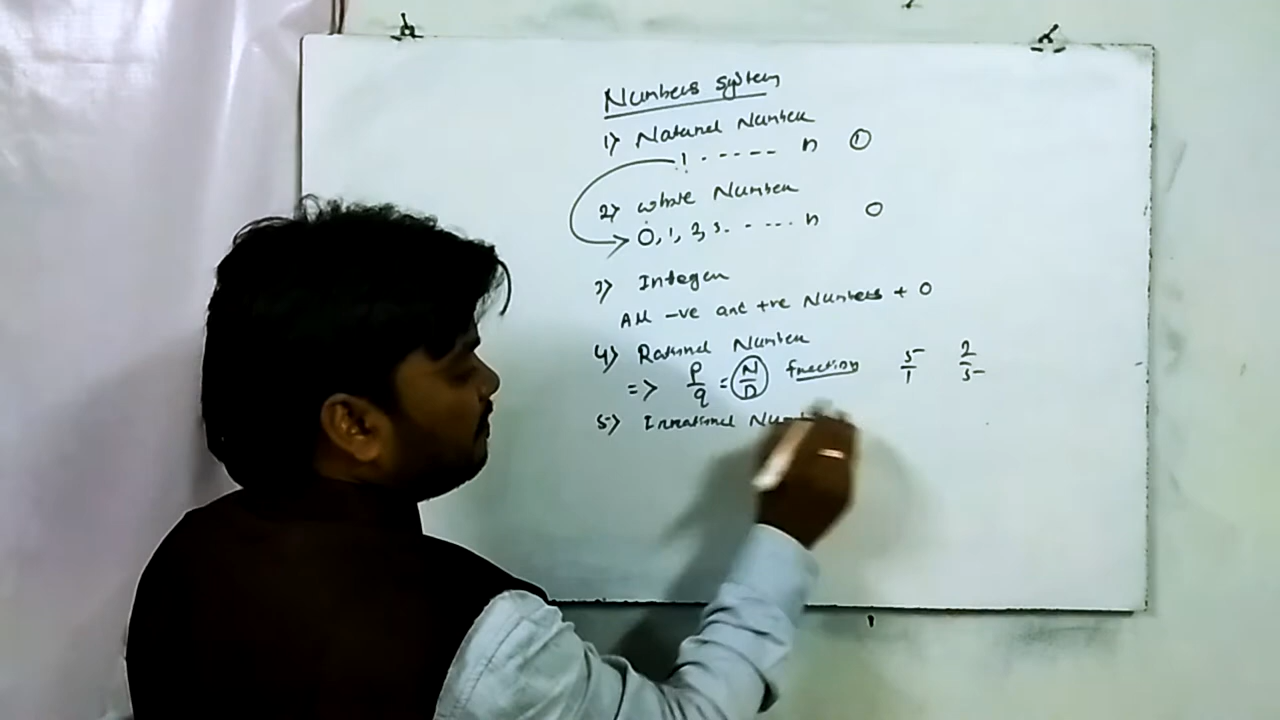 Numbers system
1) Natural Number
1 ------ n ①
2) whole Number
0, 1, 2, 3. - ---- n 0
3) Integer
All -ve and +ve Numbers + 0
4) Rational Number
=> P/q = N/D fraction 5/1 2/5
5) Irrational